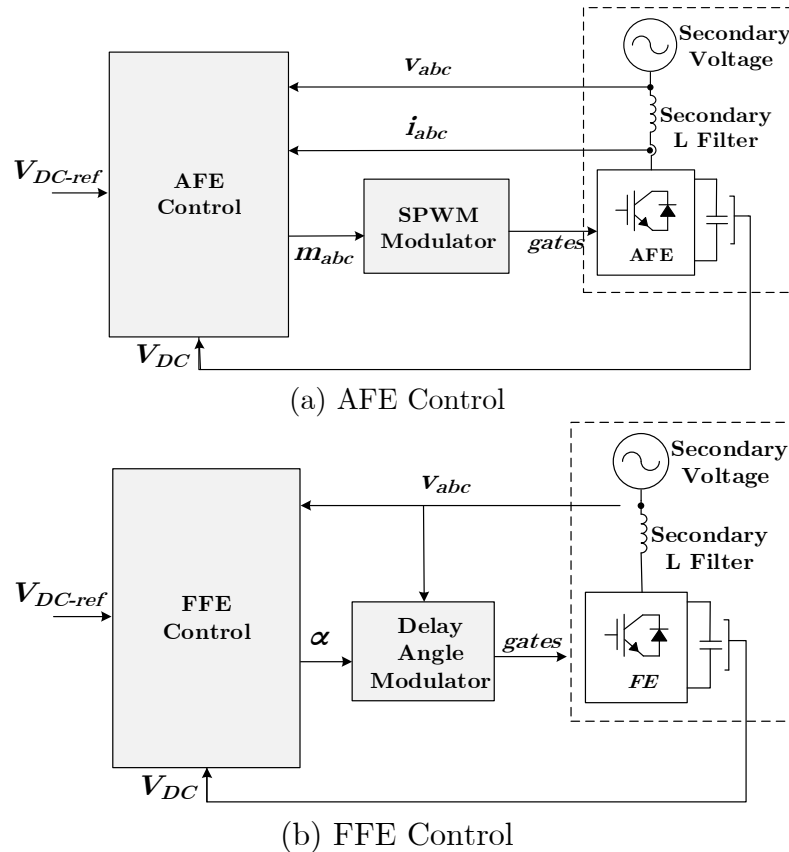 Secondary
Voltage
v_abc
Secondary
L Filter
i_abc
V_DC-ref
AFE
Control
SPWM
Modulator
m_abc
gates
AFE
V_DC
(a) AFE Control
Secondary
Voltage
v_abc
Secondary
L Filter
V_DC-ref
FFE
Control
α
Delay
Angle
Modulator
gates
FE
V_DC
(b) FFE Control